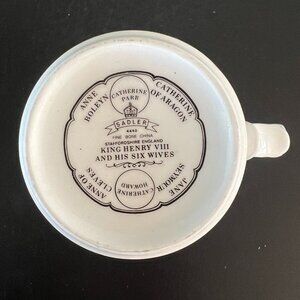 CATHERINE
PARR
ANNE
BOLEYN
CATHERINE
OF ARAGON
SADLER
FINE BONE CHINA
STAFFORDSHIRE ENGLAND
KING HENRY VIII
AND HIS SIX WIVES
ANNE OF
CLEVES
CATHERINE
HOWARD
JANE
SEYMOUR